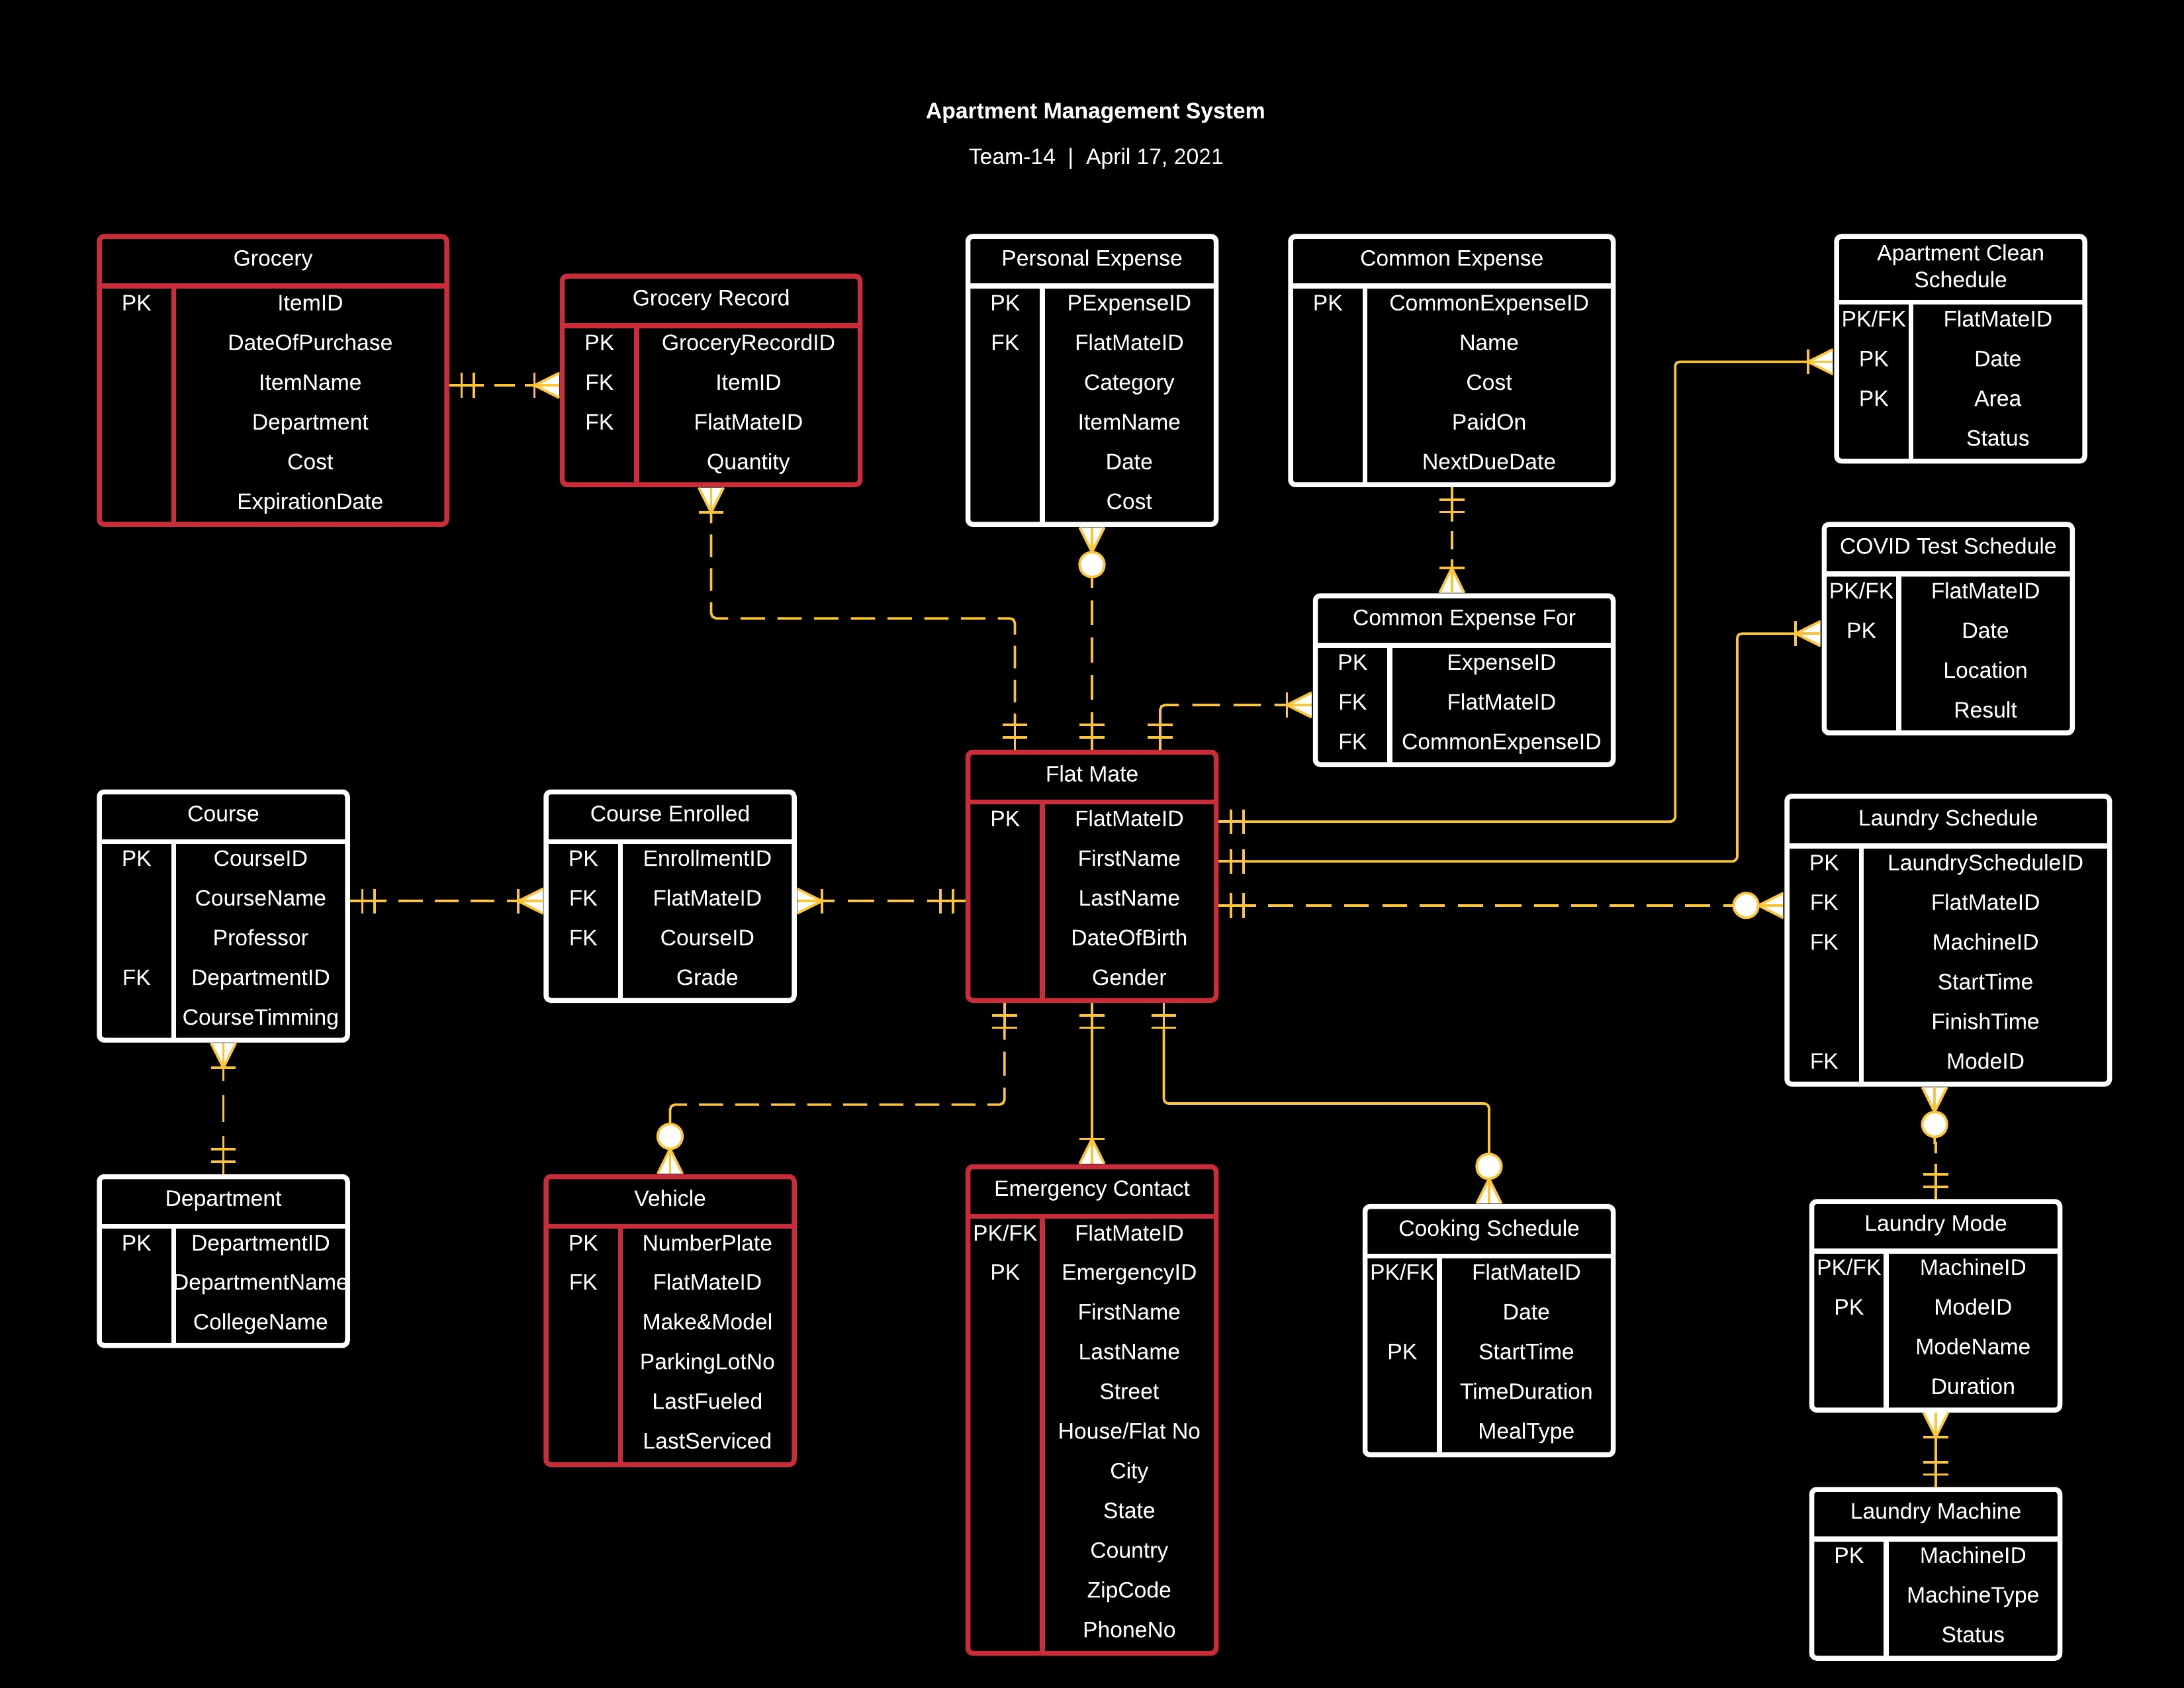 Apartment Management System
Team-14 | April 17, 2021
Grocery
PK ItemID
DateOfPurchase
ItemName
Department
Cost
ExpirationDate
Grocery Record
PK GroceryRecordID
FK ItemID
FK FlatMateID
Quantity
Personal Expense
PK PExpenseID
FK FlatMateID
Category
ItemName
Date
Cost
Common Expense
PK CommonExpenseID
Name
Cost
PaidOn
NextDueDate
Apartment Clean
Schedule
PK/FK FlatMateID
PK Date
PK Area
Status
COVID Test Schedule
PK/FK FlatMateID
PK Date
Location
Result
Common Expense For
PK ExpenseID
FK FlatMateID
FK CommonExpenseID
Flat Mate
PK FlatMateID
FirstName
LastName
DateOfBirth
Gender
Course
PK CourseID
CourseName
Professor
FK DepartmentID
CourseTimming
Course Enrolled
PK EnrollmentID
FK FlatMateID
FK CourseID
Grade
Laundry Schedule
PK LaundryScheduleID
FK FlatMateID
FK MachineID
StartTime
FinishTime
FK ModeID
Department
PK DepartmentID
DepartmentName
CollegeName
Vehicle
PK NumberPlate
FK FlatMateID
Make&Model
ParkingLotNo
LastFueled
LastServiced
Emergency Contact
PK/FK FlatMateID
PK EmergencyID
FirstName
LastName
Street
House/Flat No
City
State
Country
ZipCode
PhoneNo
Cooking Schedule
PK/FK FlatMateID
Date
PK StartTime
TimeDuration
MealType
Laundry Mode
PK/FK MachineID
PK ModeID
ModeName
Duration
Laundry Machine
PK MachineID
MachineType
Status